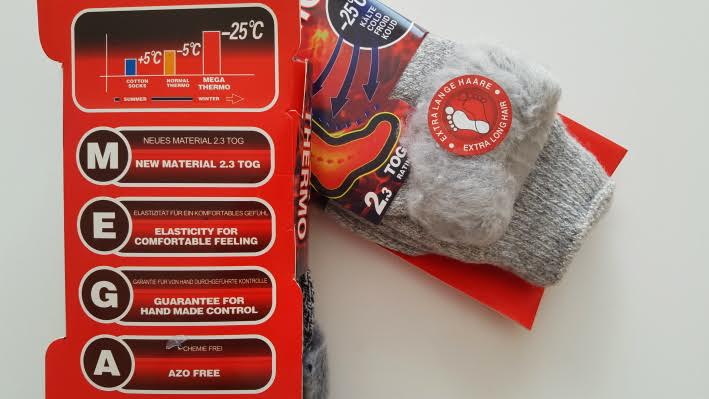 +5°C
-5°C
-25°C
COTTON
SOCKS
NORMAL
THERMO
MEGA
THERMO
SUMMER
WINTER
M
NEUES MATERIAL 2.3 TOG
NEW MATERIAL 2.3 TOG
E
ELASTIZITÄT FÜR EIN KOMFORTABLES GEFÜHL
ELASTICITY FOR
COMFORTABLE FEELING
G
GARANTIE FÜR VON HAND DURCHGEFÜHRTE KONTROLLE
GUARANTEE FOR
HAND MADE CONTROL
A
CHEMIE FREI
AZO FREE
THERMO
-25°C
KÄLTE
COLD
FROID
KOUD
2.3 TOG
EXTRA LANGE HAARE
EXTRA LONG HAIR